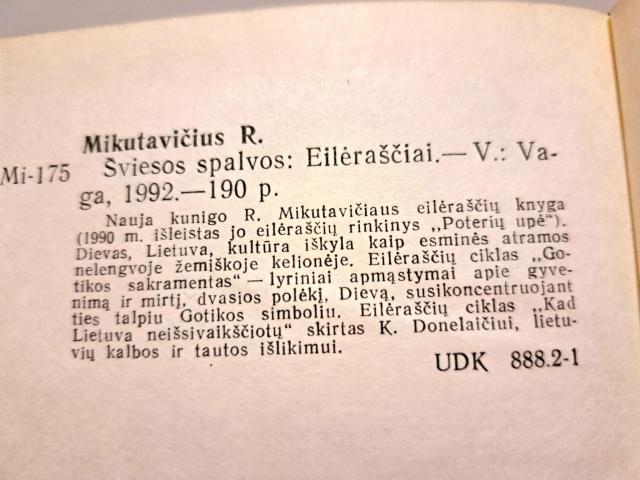 Mikutavičius R.
Mi-175 Šviesos spalvos: Eilėraščiai.— V.: Va-
ga, 1992.—190 p.
Nauja kunigo R. Mikutavičiaus eilėraščių knyga
(1990 m. išleistas jo eilėraščių rinkinys „Poterių upė“).
Dievas, Lietuva, kultūra iškyla kaip esminės atramos
nelengvoje žemiškoje kelionėje. Eilėraščių ciklas „Go-
tikos sakramentas“ — lyriniai apmąstymai apie gyve-
nimą ir mirtį, dvasios polėkį, Dievą, susikoncentruojant
ties talpiu Gotikos simboliu. Eilėraščių ciklas „Kad
Lietuva neišsivaikščiotų“ skirtas K. Donelaičiui, lietu-
vių kalbos ir tautos išlikimui.
UDK 888.2-1